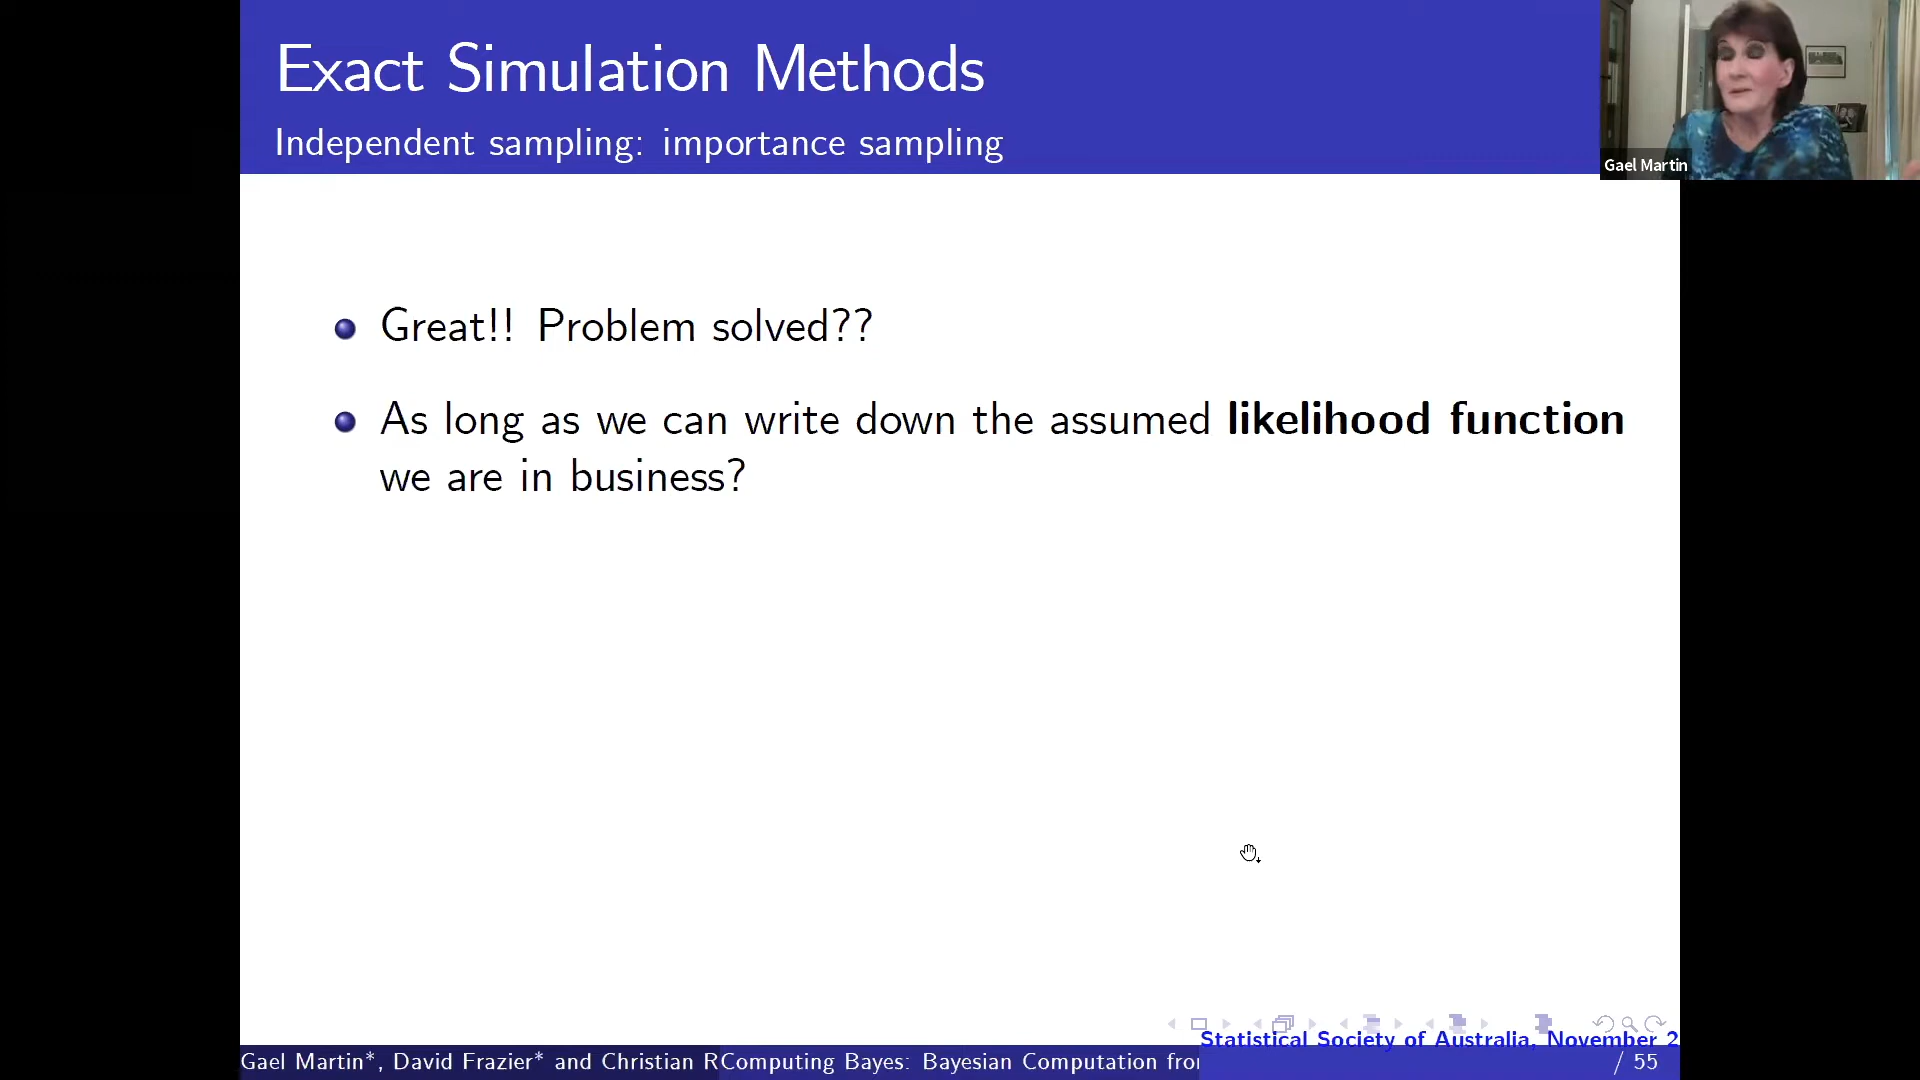 Exact Simulation Methods
Independent sampling: importance sampling
Gael Martin
Great!! Problem solved??
As long as we can write down the assumed likelihood function
we are in business?
Statistical Society of Australia, November 2
Gael Martin*, David Frazier* and Christian R
Computing Bayes: Bayesian Computation from
/ 55